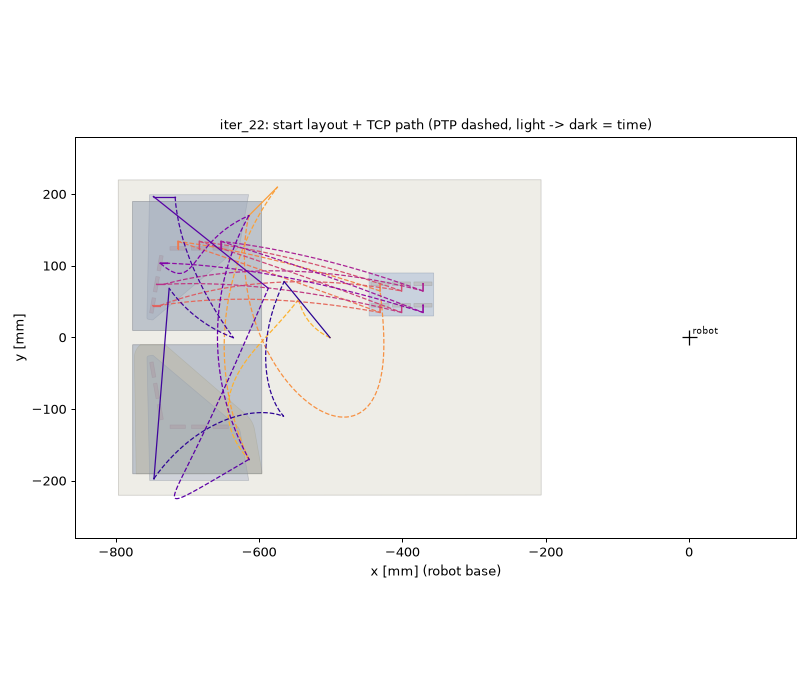 iter_22: start layout + TCP path (PTP dashed, light -> dark = time)
200
100
0
−100
−200
y [mm]
robot
−800
−600
−400
−200
0
x [mm] (robot base)